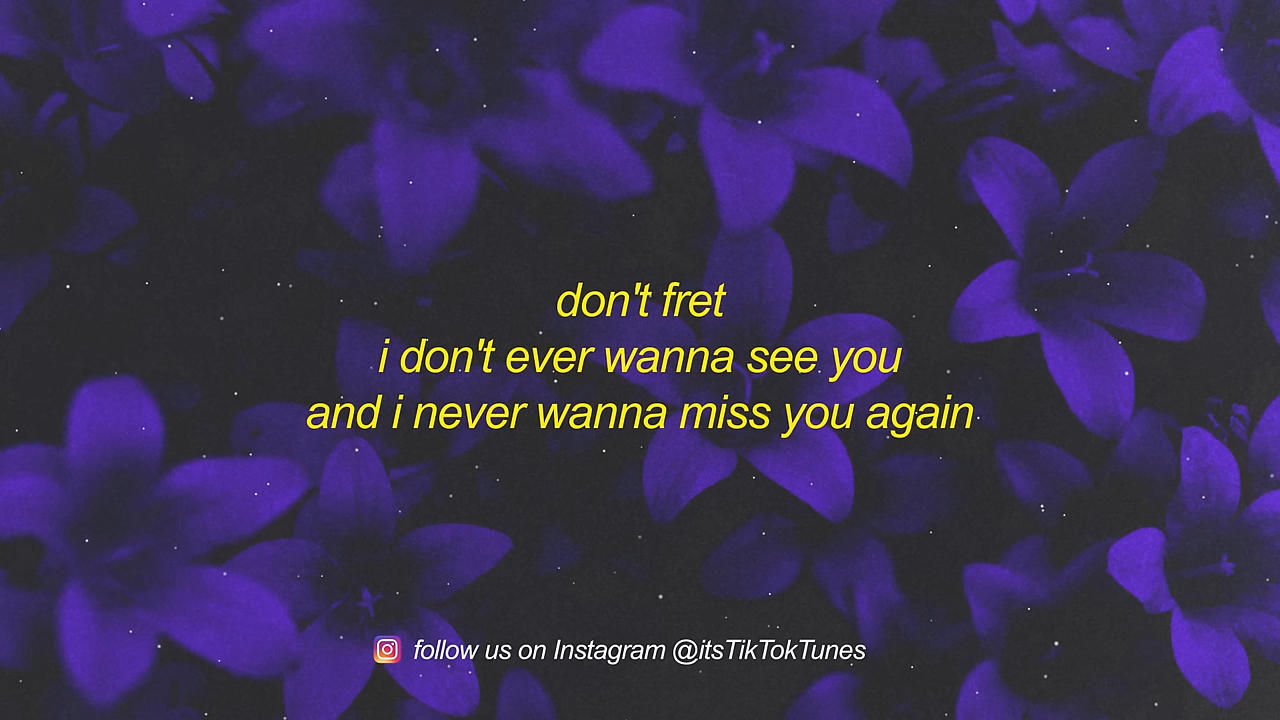 don't fret
i don't ever wanna see you
and i never wanna miss you again
follow us on Instagram @itsTikTokTunes